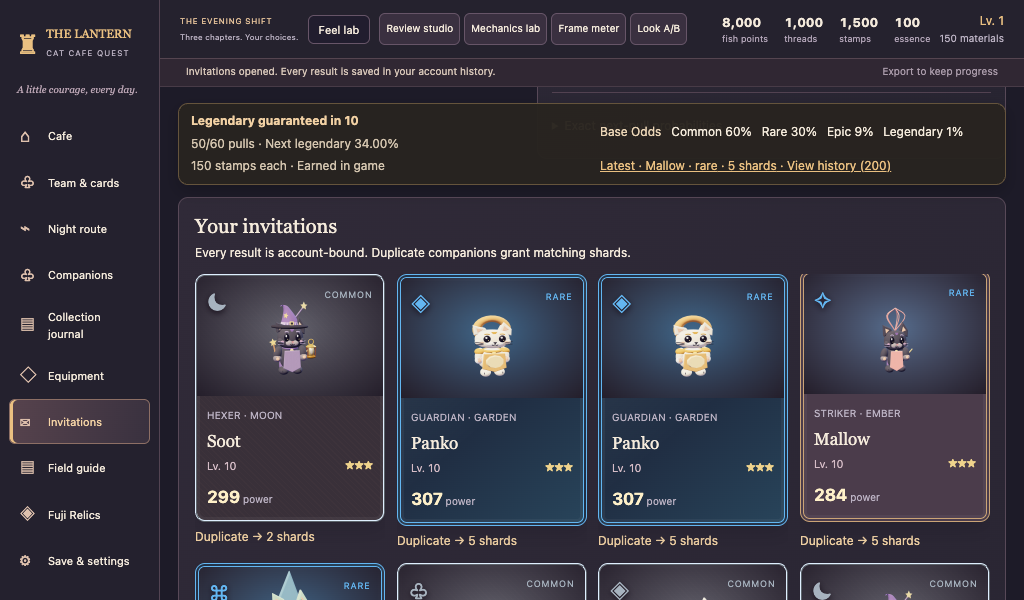 THE LANTERN
CAT CAFE QUEST
A little courage, every day.
Cafe
Team & cards
Night route
Companions
Collection
journal
Equipment
Invitations
Field guide
Fuji Relics
Save & settings
THE EVENING SHIFT
Three chapters. Your choices.
Feel lab
Review studio
Mechanics lab
Frame meter
Look A/B
8,000
fish points
1,000
threads
1,500
stamps
100
essence
Lv. 1
150 materials
Invitations opened. Every result is saved in your account history.
Export to keep progress
Legendary guaranteed in 10
50/60 pulls · Next legendary 34.00%
150 stamps each · Earned in game
Base Odds Common 60% Rare 30% Epic 9% Legendary 1%
Latest · Mallow · rare · 5 shards · View history (200)
Your invitations
Every result is account-bound. Duplicate companions grant matching shards.
COMMON
HEXER · MOON
Soot
Lv. 10
299 power
Duplicate → 2 shards
RARE
GUARDIAN · GARDEN
Panko
Lv. 10
307 power
Duplicate → 5 shards
RARE
GUARDIAN · GARDEN
Panko
Lv. 10
307 power
Duplicate → 5 shards
RARE
STRIKER · EMBER
Mallow
Lv. 10
284 power
Duplicate → 5 shards
RARE
COMMON
COMMON
COMMON